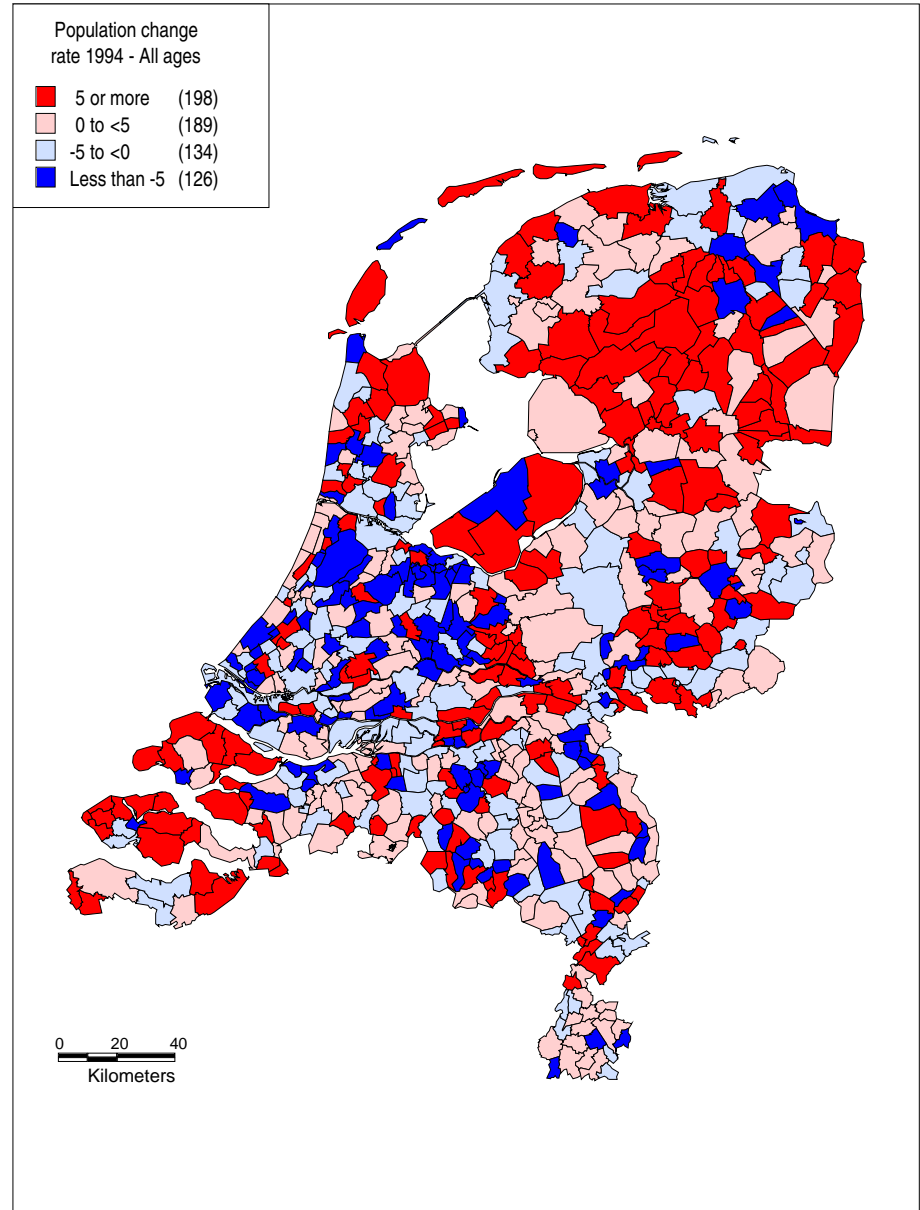 Population change
rate 1994 - All ages
5 or more (198)
0 to <5 (189)
-5 to <0 (134)
Less than -5 (126)
0 20 40
Kilometers